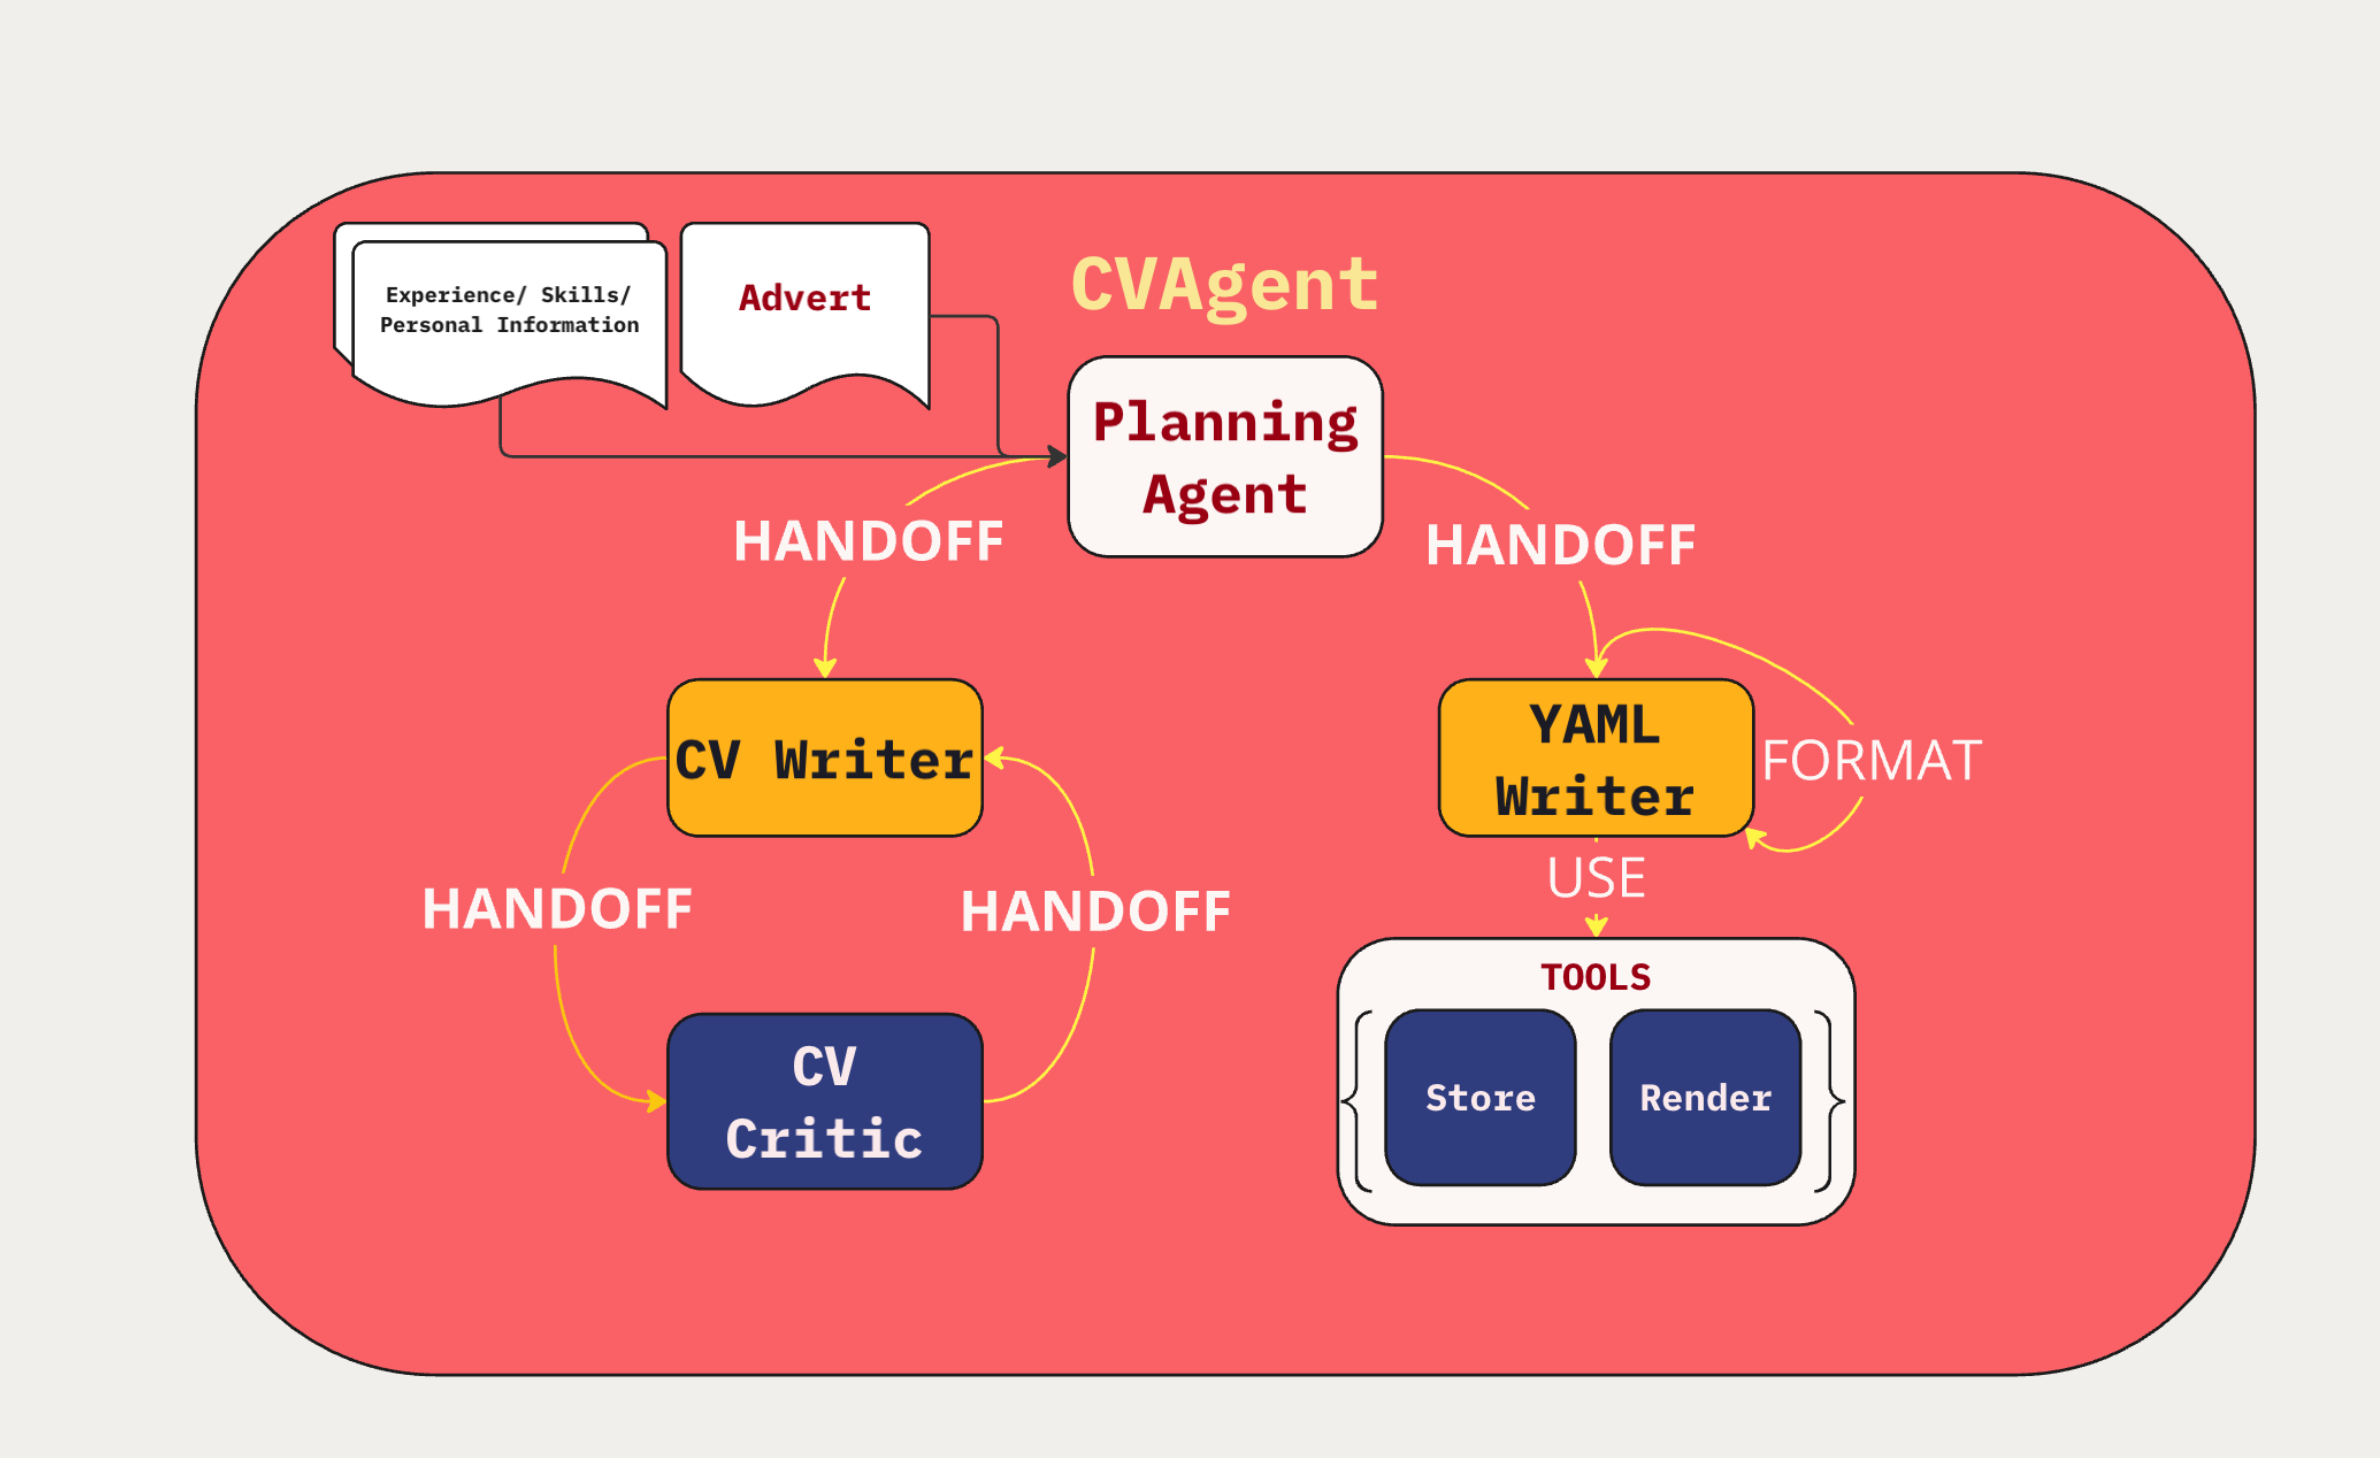 Experience/ Skills/
Personal Information
Advert
CVAgent
Planning
Agent
HANDOFF
HANDOFF
CV Writer
YAML
Writer
FORMAT
USE
HANDOFF
HANDOFF
TOOLS
CV
Critic
Store
Render